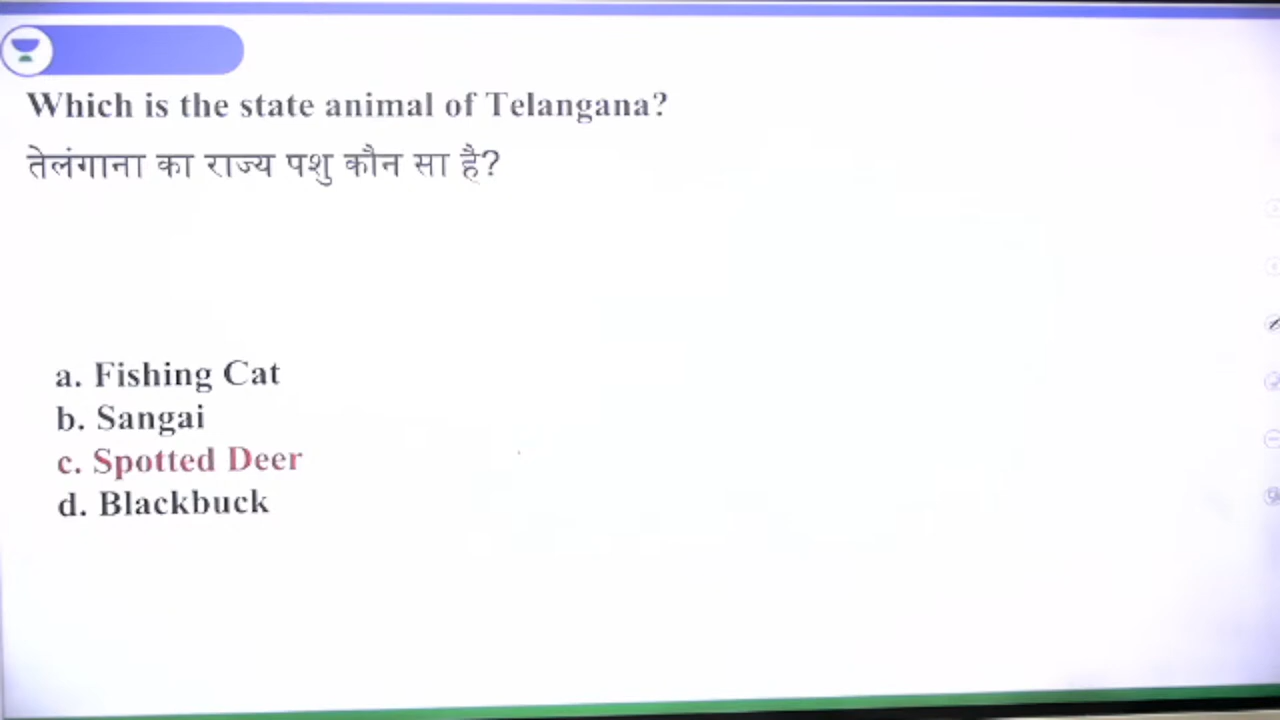 Which is the state animal of Telangana?
तेलंगाना का राज्य पशु कौन सा है?
a. Fishing Cat
b. Sangai
c. Spotted Deer
d. Blackbuck